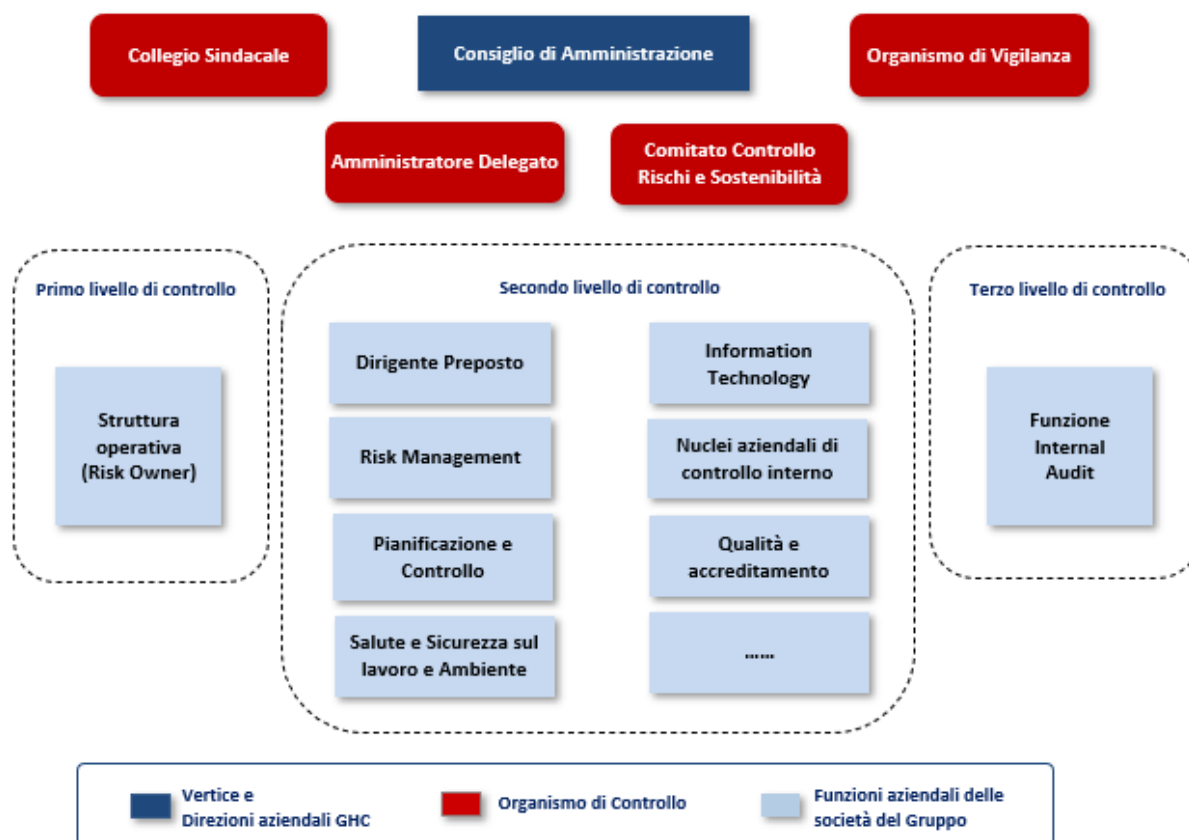 Collegio Sindacale
Consiglio di Amministrazione
Organismo di Vigilanza
Amministratore Delegato
Comitato Controllo
Rischi e Sostenibilità
Primo livello di controllo
Struttura
operativa
(Risk Owner)
Secondo livello di controllo
Dirigente Preposto
Information
Technology
Risk Management
Nuclei aziendali di
controllo interno
Pianificazione e
Controllo
Qualità e
accreditamento
Salute e Sicurezza sul
lavoro e Ambiente
......
Terzo livello di controllo
Funzione
Internal
Audit
Vertice e
Direzioni aziendali GHC
Organismo di Controllo
Funzioni aziendali delle
società del Gruppo